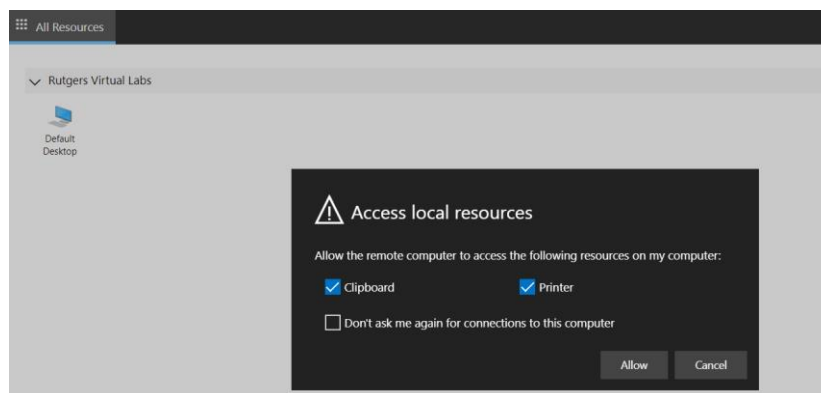 All Resources
Rutgers Virtual Labs
Default
Desktop
Access local resources
Allow the remote computer to access the following resources on my computer:
Clipboard Printer
Don't ask me again for connections to this computer
Allow Cancel